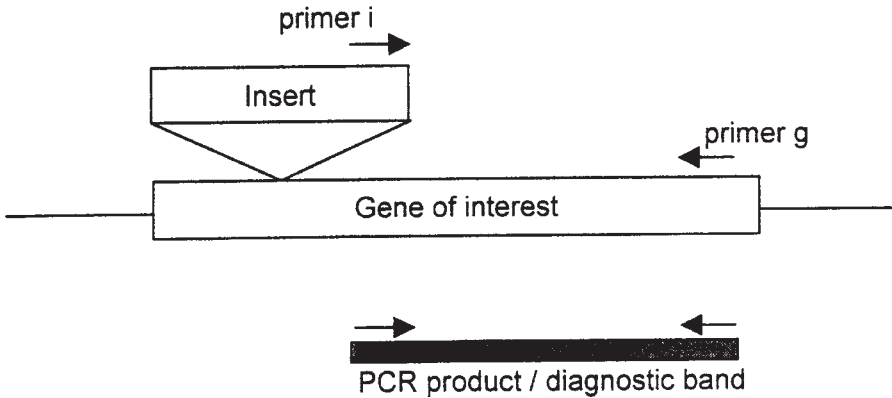 primer i
Insert
primer g
Gene of interest
PCR product / diagnostic band